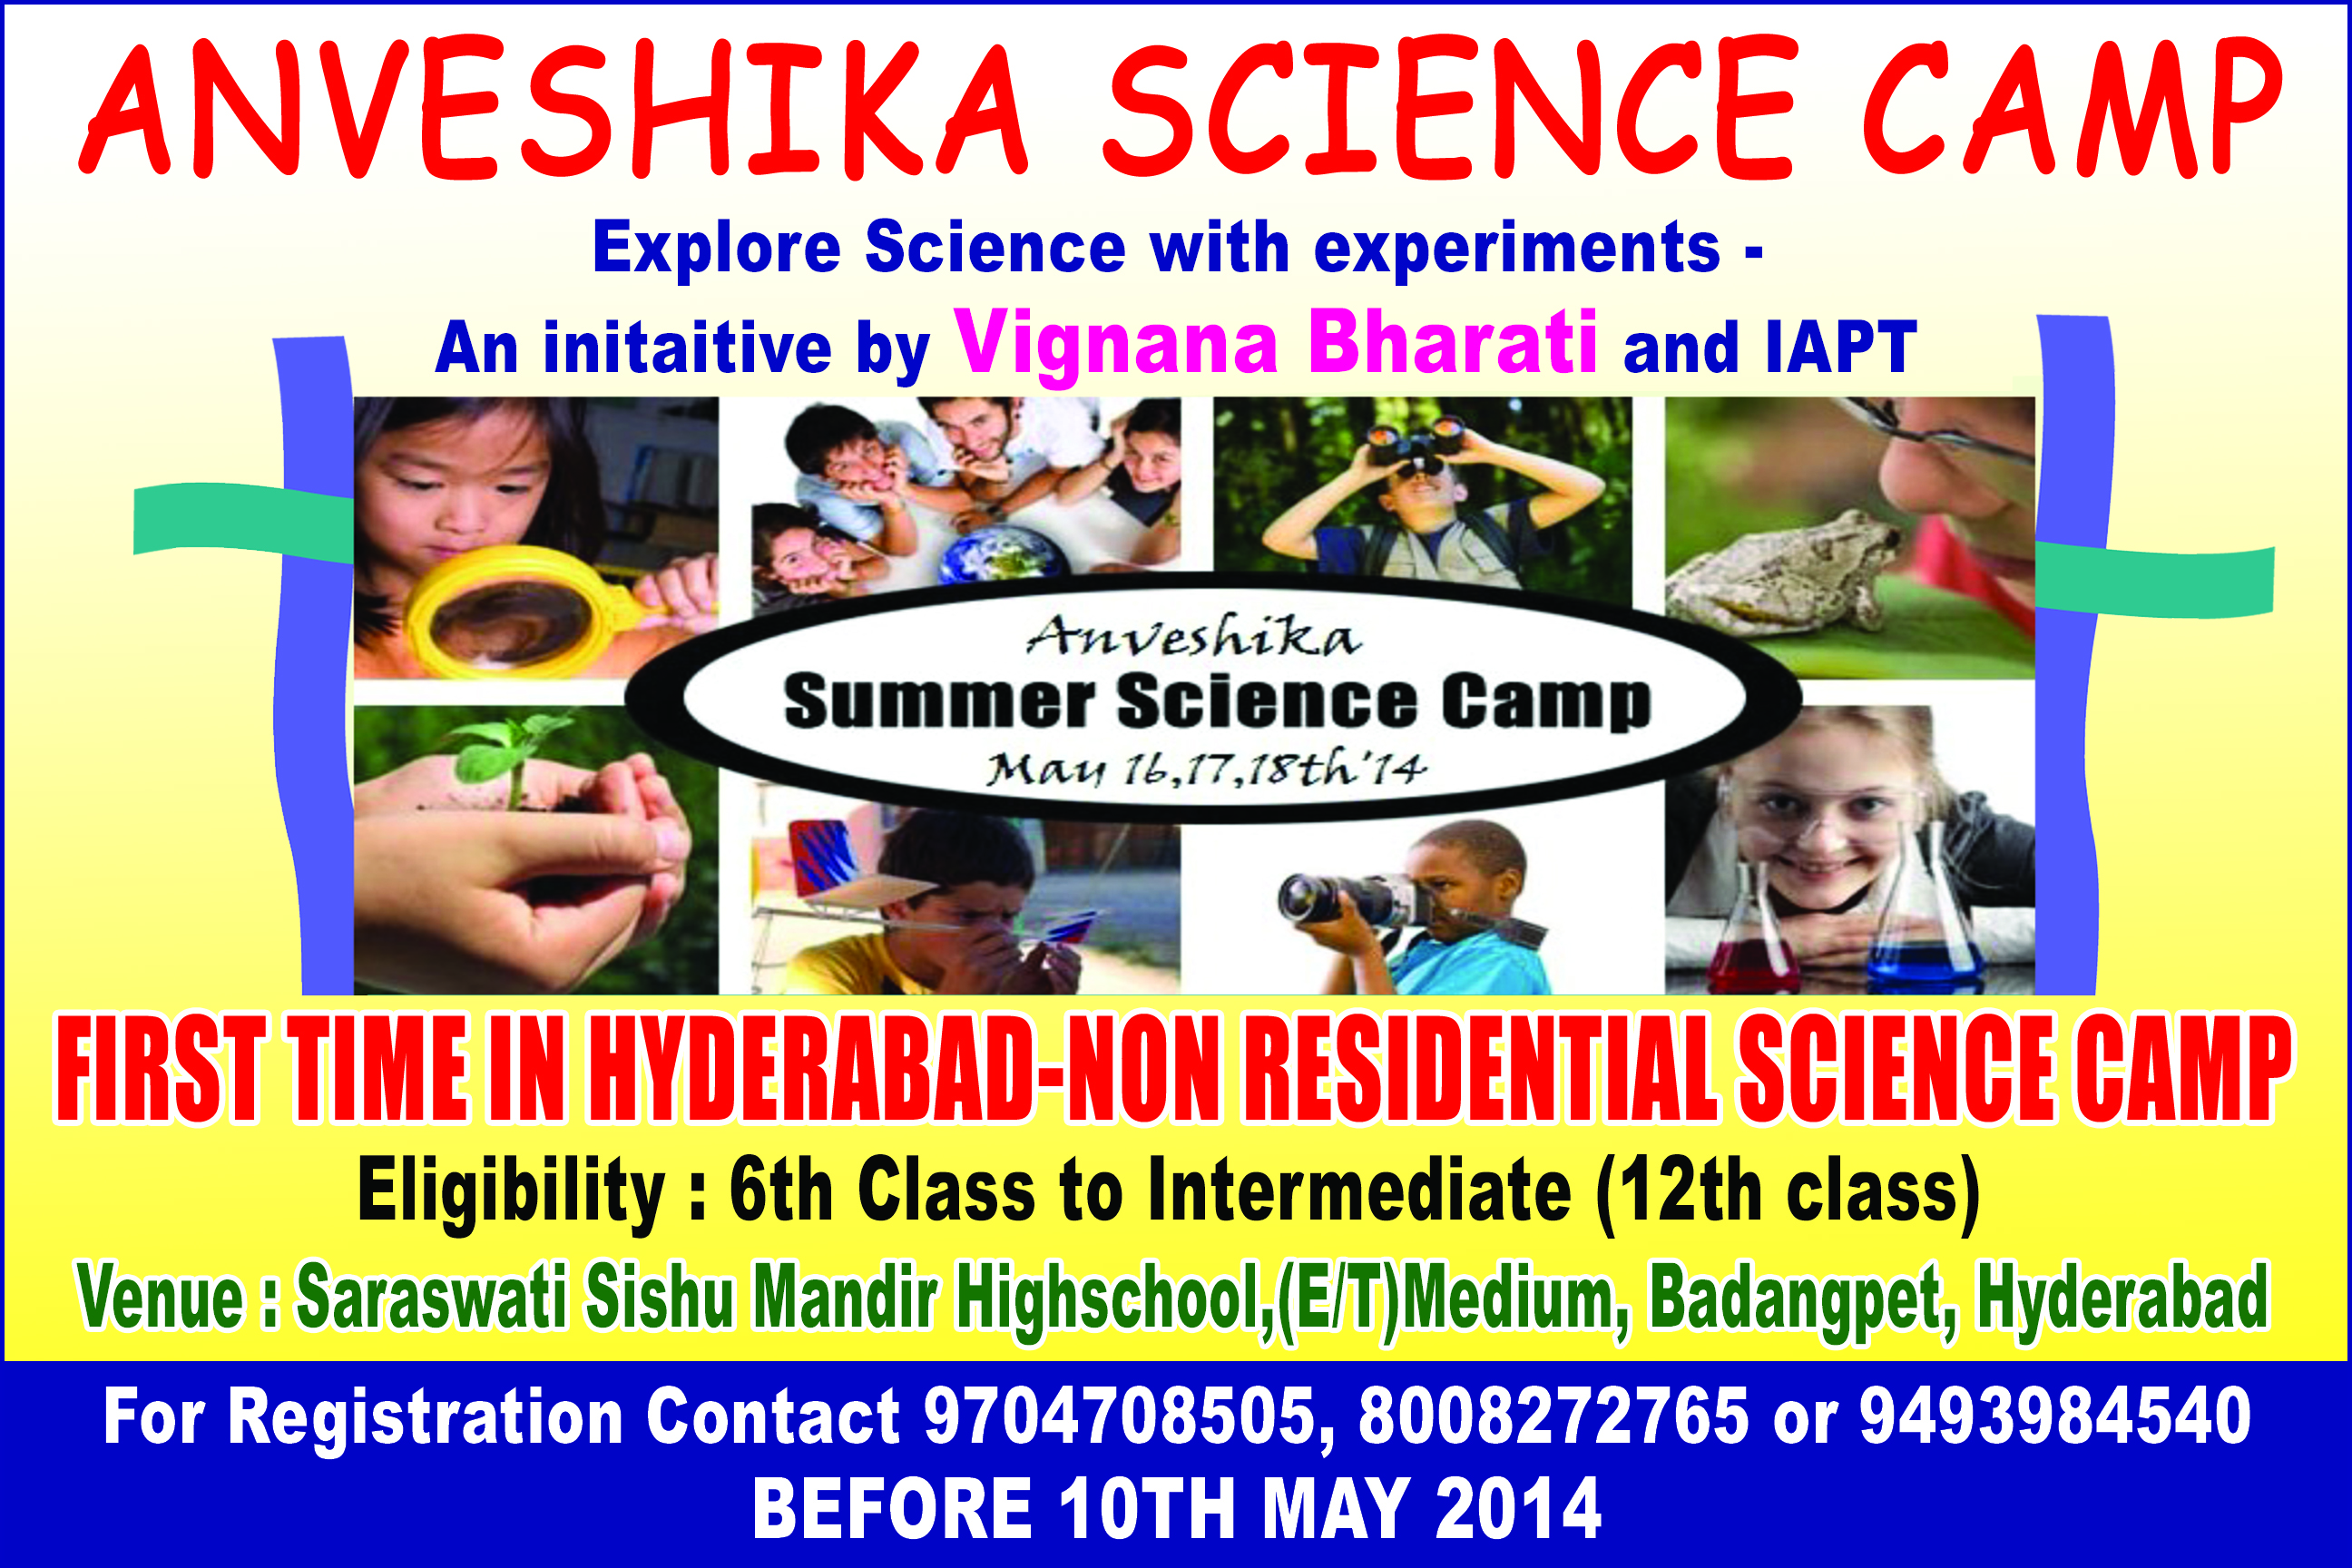 ANVESHIKA SCIENCE CAMP
Explore Science with experiments -
An initaitive by Vignana Bharati and IAPT
Anveshika
Summer Science Camp
May 16,17,18th'14
FIRST TIME IN HYDERABAD-NON RESIDENTIAL SCIENCE CAMP
Eligibility : 6th Class to Intermediate (12th class)
Venue : Saraswati Sishu Mandir Highschool,(E/T)Medium, Badangpet, Hyderabad
For Registration Contact 9704708505, 8008272765 or 9493984540
BEFORE 10TH MAY 2014